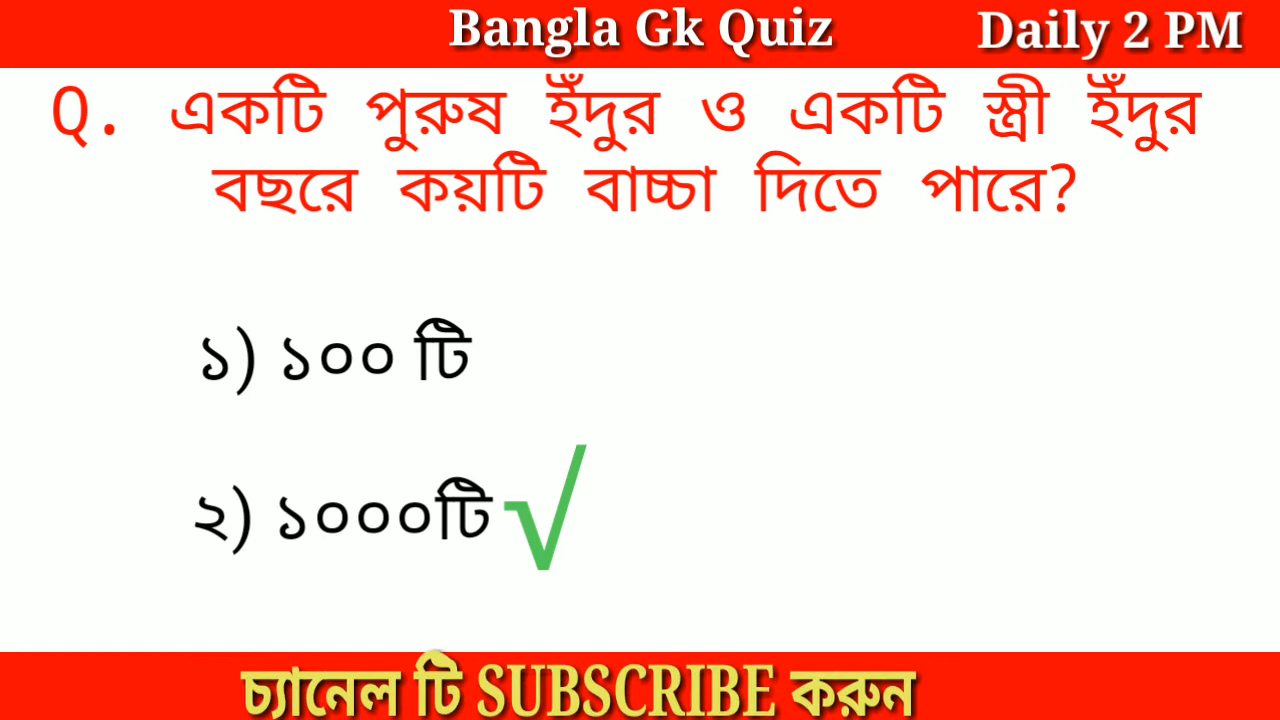 Bangla Gk Quiz Daily 2 PM
Q. একটি পুরুষ ইঁদুর ও একটি স্ত্রী ইঁদুর
বছরে কয়টি বাচ্চা দিতে পারে?
১) ১০০ টি
২) ১০০০টি √
চ্যানেল টি SUBSCRIBE করুন